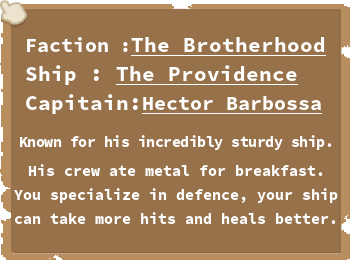 Faction :The Brotherhood
Ship : The Providence
Capitain:Hector Barbossa
Known for his incredibly sturdy ship.
His crew ate metal for breakfast.
You specialize in defence, your ship
can take more hits and heals better.